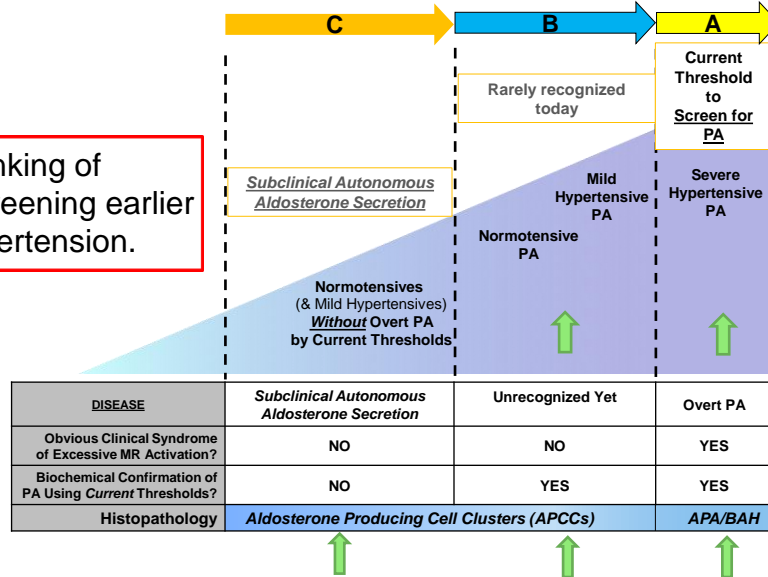 C
B
A
Current
Threshold
to
Screen for
PA
Rarely recognized
today
nking of
eening earlier
ertension.
Subclinical Autonomous
Aldosterone Secretion
Mild
Hypertensive
PA
Severe
Hypertensive
PA
Normotensive
PA
Normotensives
(& Mild Hypertensives)
Without Overt PA
by Current Thresholds
DISEASE
Subclinical Autonomous
Aldosterone Secretion
Unrecognized Yet
Overt PA
Obvious Clinical Syndrome
of Excessive MR Activation?
NO
NO
YES
Biochemical Confirmation of
PA Using Current Thresholds?
NO
YES
YES
Histopathology
Aldosterone Producing Cell Clusters (APCCs)
APA/BAH